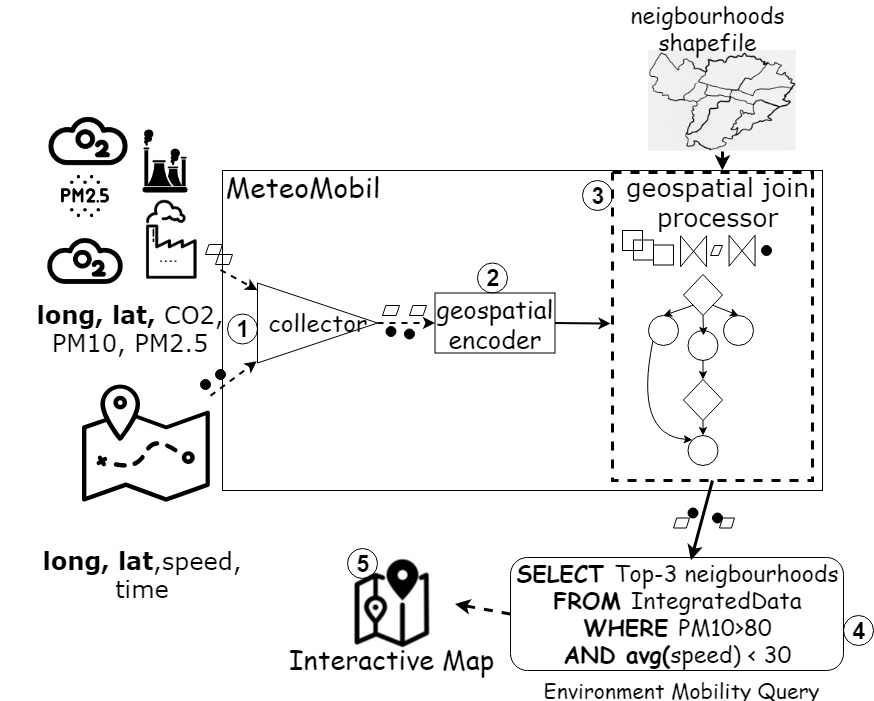 neigbourhoods
shapefile
O2
PM2.5
O2
long, lat, CO2,
PM10, PM2.5
MeteoMobil
1
collector
2
geospatial
encoder
3
geospatial join
processor
long, lat,speed,
time
SELECT Top-3 neigbourhoods
FROM IntegratedData
WHERE PM10>80
AND avg(speed) < 30
4
Environment Mobility Query
5
Interactive Map